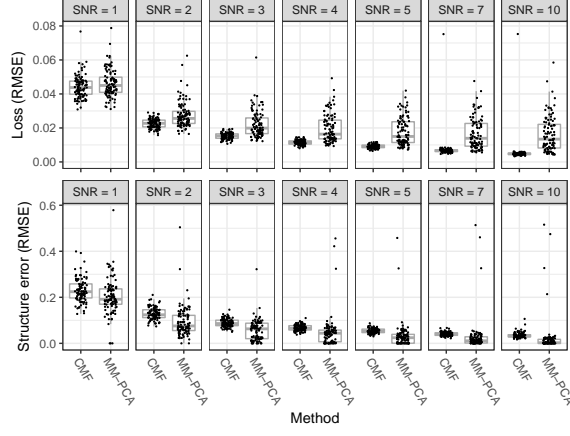 SNR = 1 SNR = 2 SNR = 3 SNR = 4 SNR = 5 SNR = 7 SNR = 10
Loss (RMSE)
0.08
0.06
0.04
0.02
0.00
SNR = 1 SNR = 2 SNR = 3 SNR = 4 SNR = 5 SNR = 7 SNR = 10
Structure error (RMSE)
0.6
0.4
0.2
0.0
CMF MM−PCA CMF MM−PCA CMF MM−PCA CMF MM−PCA CMF MM−PCA CMF MM−PCA CMF MM−PCA
Method